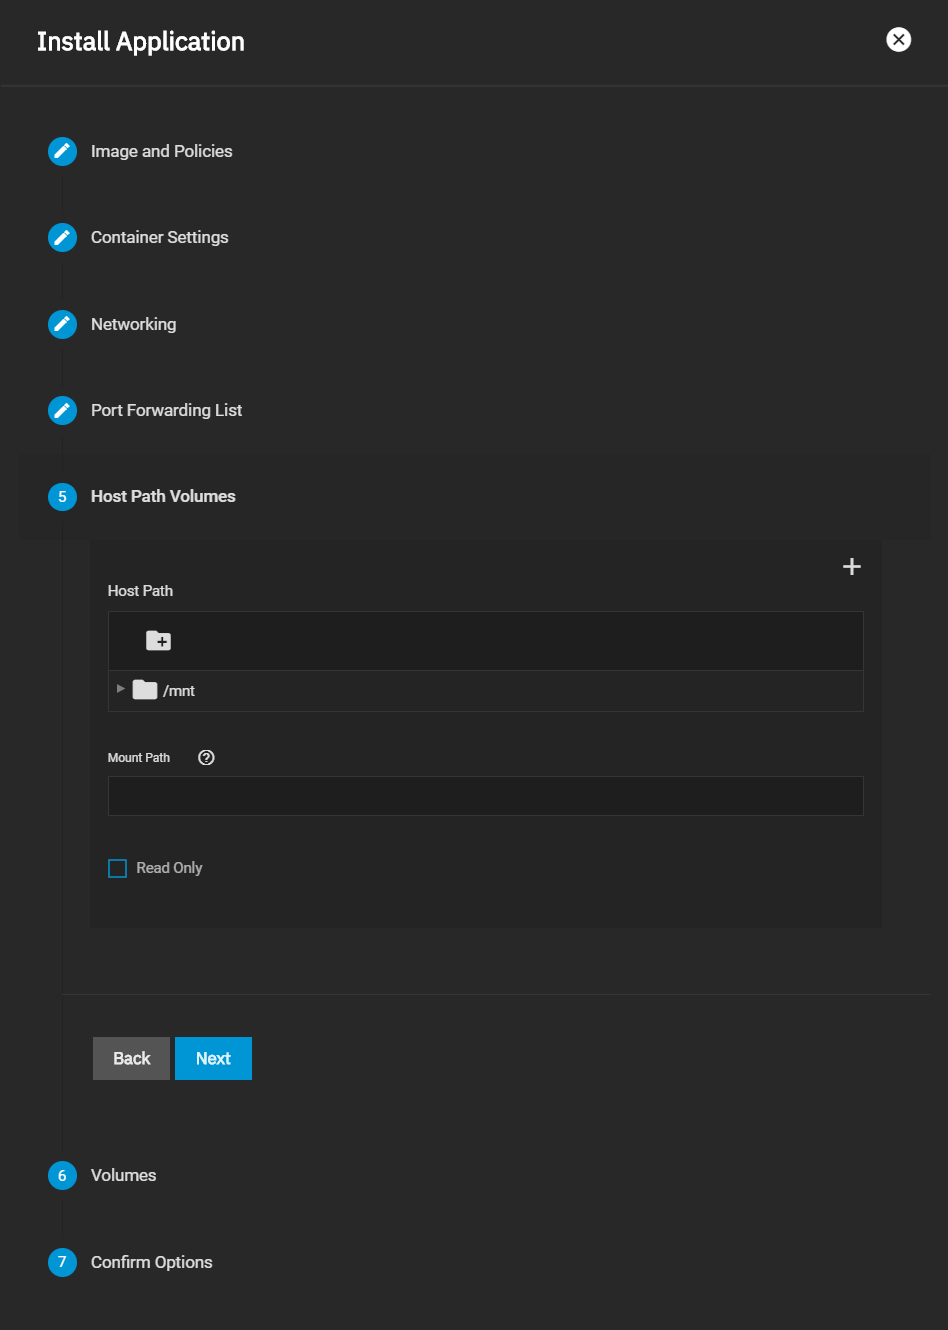 Install Application
Image and Policies
Container Settings
Networking
Port Forwarding List
5 Host Path Volumes
Host Path
/mnt
Mount Path
Read Only
Back Next
6 Volumes
7 Confirm Options